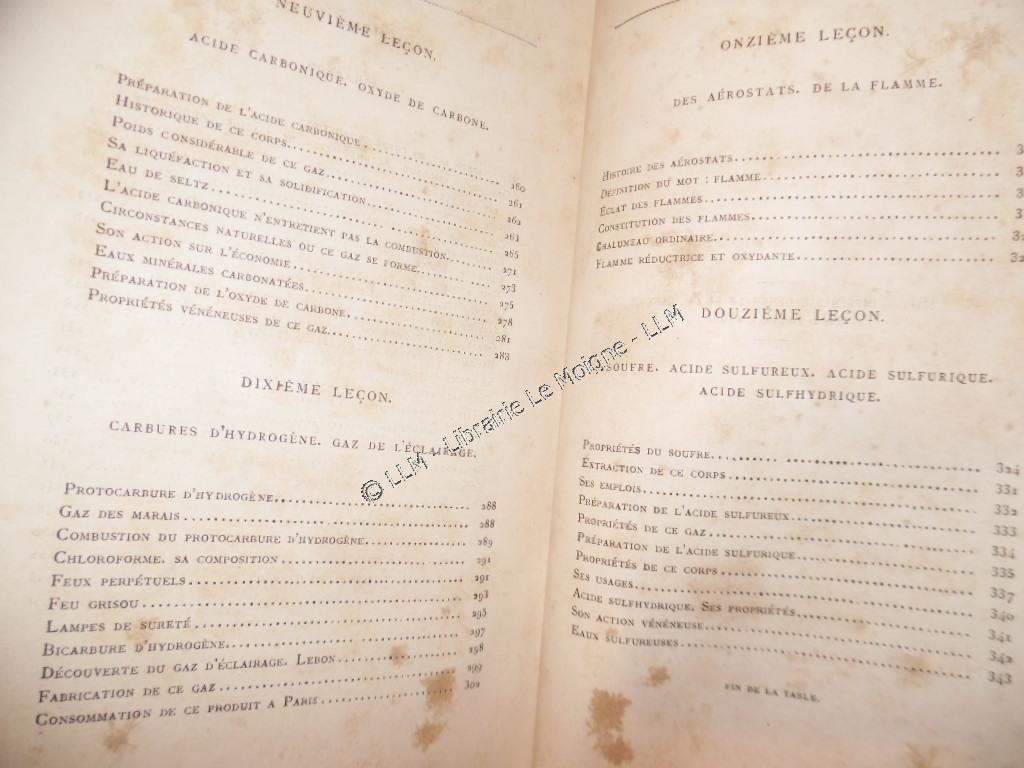 NEUVIÈME LEÇON.
ACIDE CARBONIQUE. OXYDE DE CARBONE.
Préparation de l'acide carbonique . . . 260
Historique de ce corps. . . . 261
Poids considérable de ce gaz. . . . 262
Sa liquéfaction et sa solidification. . . . 263
Eau de seltz . . . 265
L'acide carbonique n'entretient pas la combustion. . . . 271
Circonstances naturelles ou ce gaz se forme. . . . 273
Son action sur l'économie . . . 275
Eaux minérales carbonatées. . . . 278
Préparation de l'oxyde de carbone. . . . 281
Propriétés vénéneuses de ce gaz. . . . 283
DIXIÈME LEÇON.
CARBURES D'HYDROGÈNE. GAZ DE L'ÉCLAIRAGE.
Protocarbure d'hydrogène. . . . 288
Gaz des marais . . . 288
Combustion du protocarbure d'hydrogène. . . . 289
Chloroforme, sa composition . . . 291
Feux perpétuels . . . 291
Feu grisou . . . 293
Lampes de sureté . . . 295
Bicarbure d'hydrogène. . . . 297
Découverte du gaz d'éclairage. Lebon . . . 298
Fabrication de ce gaz . . . 299
Consommation de ce produit a Paris . . . 302
ONZIÈME LEÇON.
DES AÉROSTATS. DE LA FLAMME.
Histoire des aérostats . . . 3
Définition du mot : flamme . . . 3
Éclat des flammes . . . 3
Constitution des flammes . . . 3
Chalumeau ordinaire. . . . 32
Flamme réductrice et oxydante . . . 32
DOUZIÈME LEÇON.
SOUFRE. ACIDE SULFUREUX. ACIDE SULFURIQUE.
ACIDE SULFHYDRIQUE.
Propriétés du soufre. . . . 324
Extraction de ce corps . . . 331
Ses emplois . . . 332
Préparation de l'acide sulfureux . . . 333
Propriétés de ce gaz . . . 334
Préparation de l'acide sulfurique . . . 335
Propriétés de ce corps . . . 337
Ses usages . . . 340
Acide sulfhydrique. Ses propriétés . . . 341
Son action vénéneuse . . . 342
Eaux sulfureuses . . . 343
FIN DE LA TABLE.
© LLM - Librairie Le Moigne - LLM